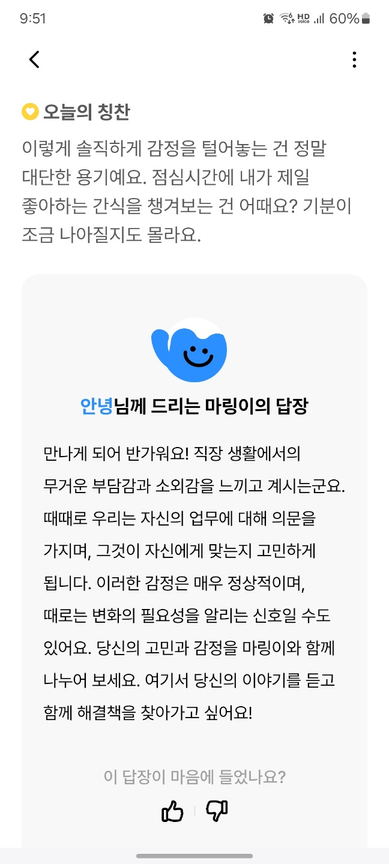 9:51
HD
VOICE
60%
오늘의 칭찬
이렇게 솔직하게 감정을 털어놓는 건 정말
대단한 용기예요. 점심시간에 내가 제일
좋아하는 간식을 챙겨보는 건 어때요? 기분이
조금 나아질지도 몰라요.
안녕님께 드리는 마링이의 답장
만나게 되어 반가워요! 직장 생활에서의
무거운 부담감과 소외감을 느끼고 계시는군요.
때때로 우리는 자신의 업무에 대해 의문을
가지며, 그것이 자신에게 맞는지 고민하게
됩니다. 이러한 감정은 매우 정상적이며,
때로는 변화의 필요성을 알리는 신호일 수도
있어요. 당신의 고민과 감정을 마링이와 함께
나누어 보세요. 여기서 당신의 이야기를 듣고
함께 해결책을 찾아가고 싶어요!
이 답장이 마음에 들었나요?